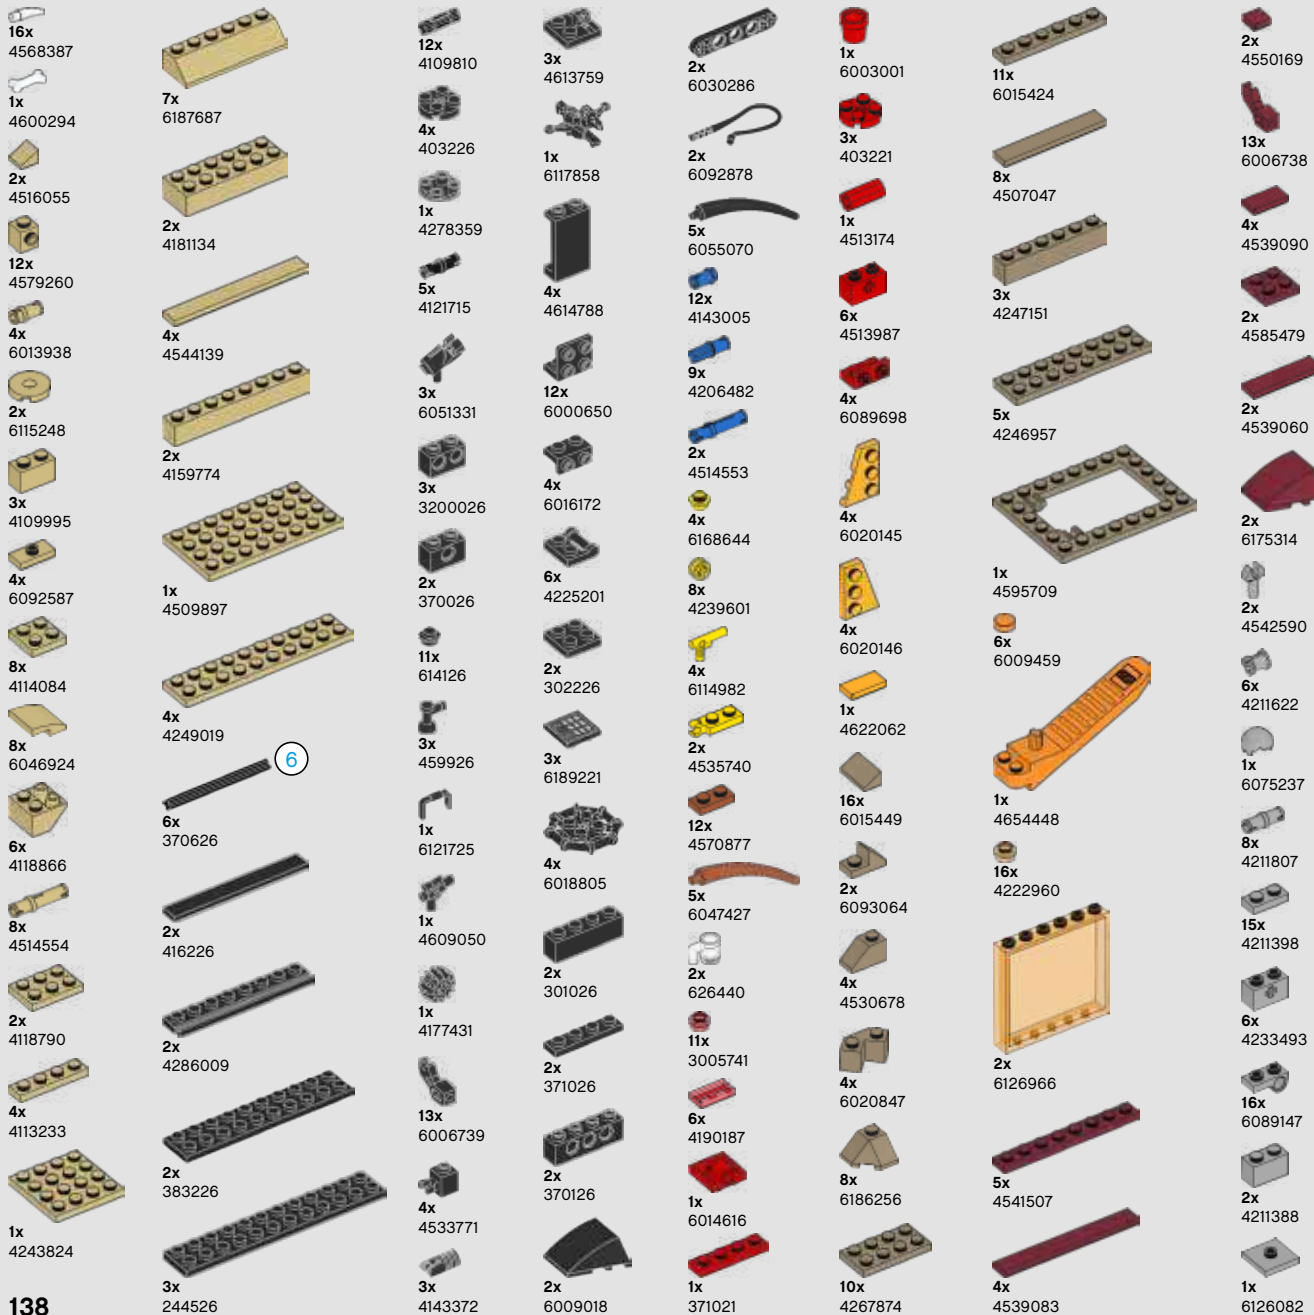 16x
4568387
1x
4600294
2x
4516055
12x
4579260
4x
6013938
2x
6115248
3x
4109995
4x
6092587
8x
4114084
8x
6046924
6x
4118866
8x
4514554
2x
4118790
4x
4113233
1x
4243824
138
7x
6187687
2x
4181134
4x
4544139
2x
4159774
1x
4509897
4x
4249019
6
6x
370626
2x
416226
2x
4286009
2x
383226
3x
244526
12x
4109810
4x
403226
1x
4278359
5x
4121715
3x
6051331
3x
3200026
2x
370026
11x
614126
3x
459926
1x
6121725
1x
4609050
1x
4177431
13x
6006739
4x
4533771
3x
4143372
3x
4613759
1x
6117858
4x
4614788
12x
6000650
4x
6016172
6x
4225201
2x
302226
3x
6189221
4x
6018805
2x
301026
2x
371026
2x
370126
2x
6009018
2x
6030286
2x
6092878
5x
6055070
12x
4143005
9x
4206482
2x
4514553
4x
6168644
8x
4239601
4x
6114982
2x
4535740
12x
4570877
5x
6047427
2x
626440
11x
3005741
6x
4190187
1x
6014616
1x
371021
1x
6003001
3x
403221
1x
4513174
6x
4513987
4x
6089698
4x
6020145
4x
6020146
1x
4622062
16x
6015449
2x
6093064
4x
4530678
4x
6020847
8x
6186256
10x
4267874
11x
6015424
8x
4507047
3x
4247151
5x
4246957
1x
4595709
6x
6009459
1x
4654448
16x
4222960
2x
6126966
5x
4541507
4x
4539083
2x
4550169
13x
6006738
4x
4539090
2x
4585479
2x
4539060
2x
6175314
2x
4542590
6x
4211622
1x
6075237
8x
4211807
15x
4211398
6x
4233493
16x
6089147
2x
4211388
1x
6126082